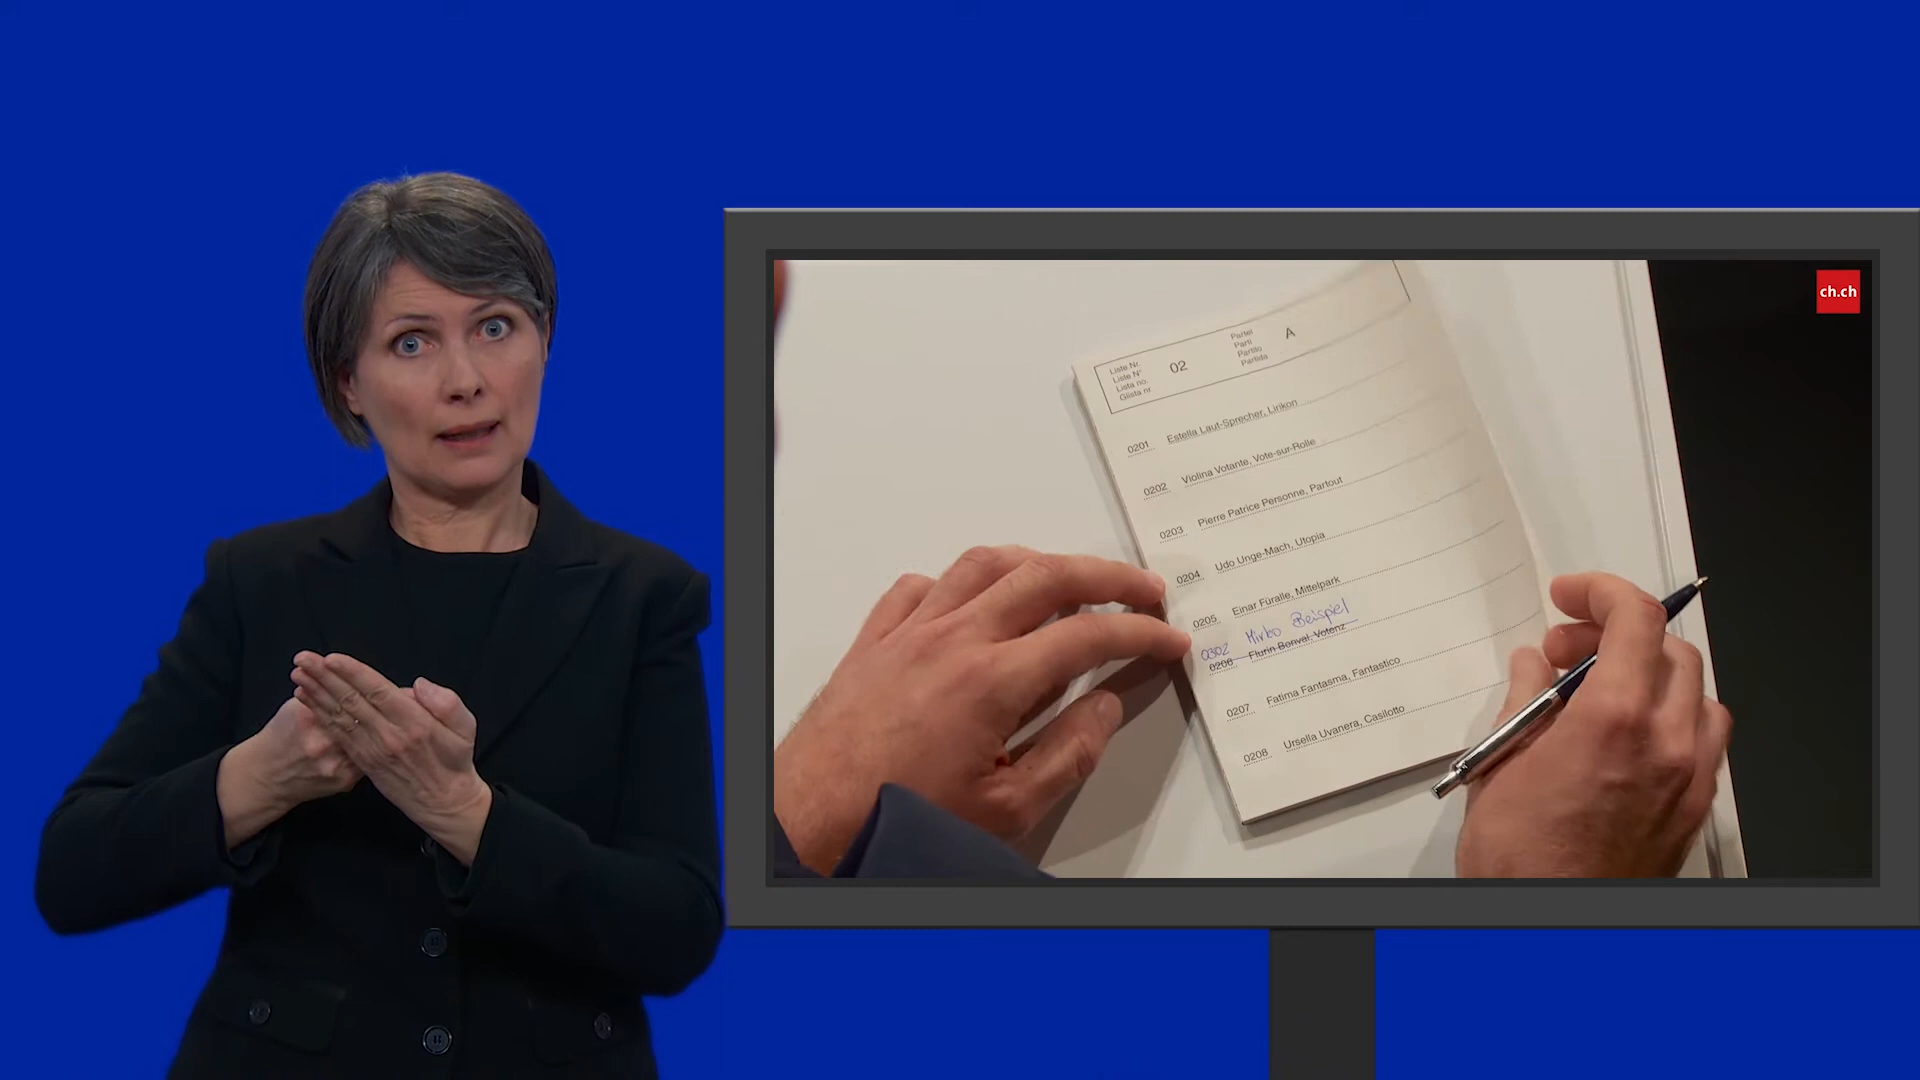 ch.ch
Liste Nr.
Liste N°
Lista no.
Glista nr.
02
Partei
Parti
Partito
Partida
A
0201 Estella Laut-Sprecher, Lirikon
0202 Violina Votante, Vote-sur-Rolle
0203 Pierre Patrice Personne, Partout
0204 Udo Unge-Mach, Utopia
0205 Einar Füralle, Mittelpark
0302 Mirko Beispiel
0206 Flurin Bonval, Votenz
0207 Fatima Fantasma, Fantastico
0208 Ursella Uvanera, Casilotto